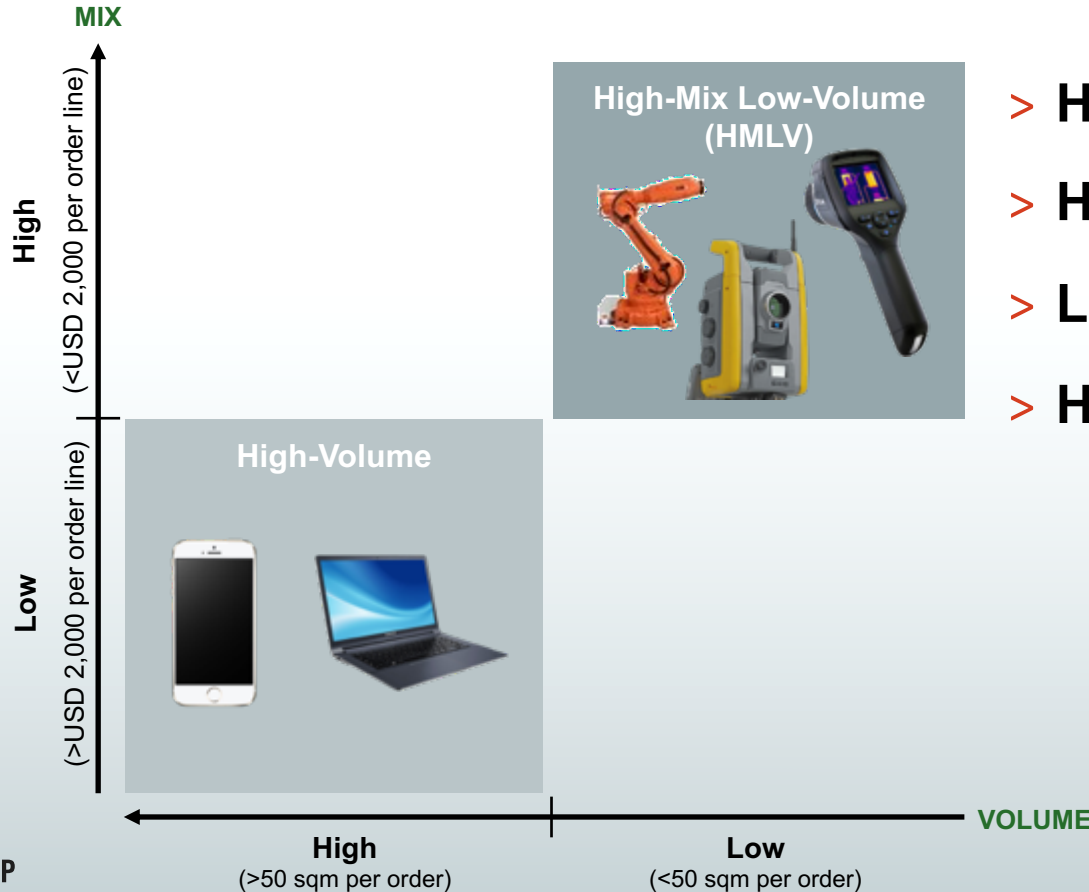 MIX
High
(<USD 2,000 per order line)
High-Mix Low-Volume
(HMLV)
> H
> H
> L
> H
Low
(>USD 2,000 per order line)
High-Volume
VOLUME
High
(>50 sqm per order)
Low
(<50 sqm per order)
P